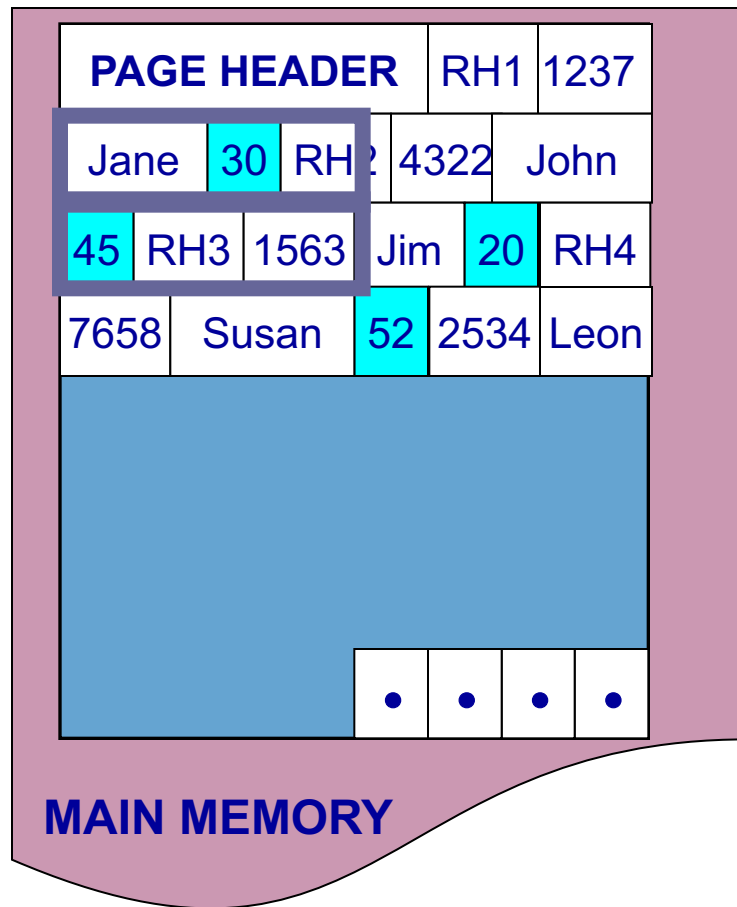 PAGE HEADER RH1 1237
Jane 30 RH2 4322 John
45 RH3 1563 Jim 20 RH4
7658 Susan 52 2534 Leon
MAIN MEMORY